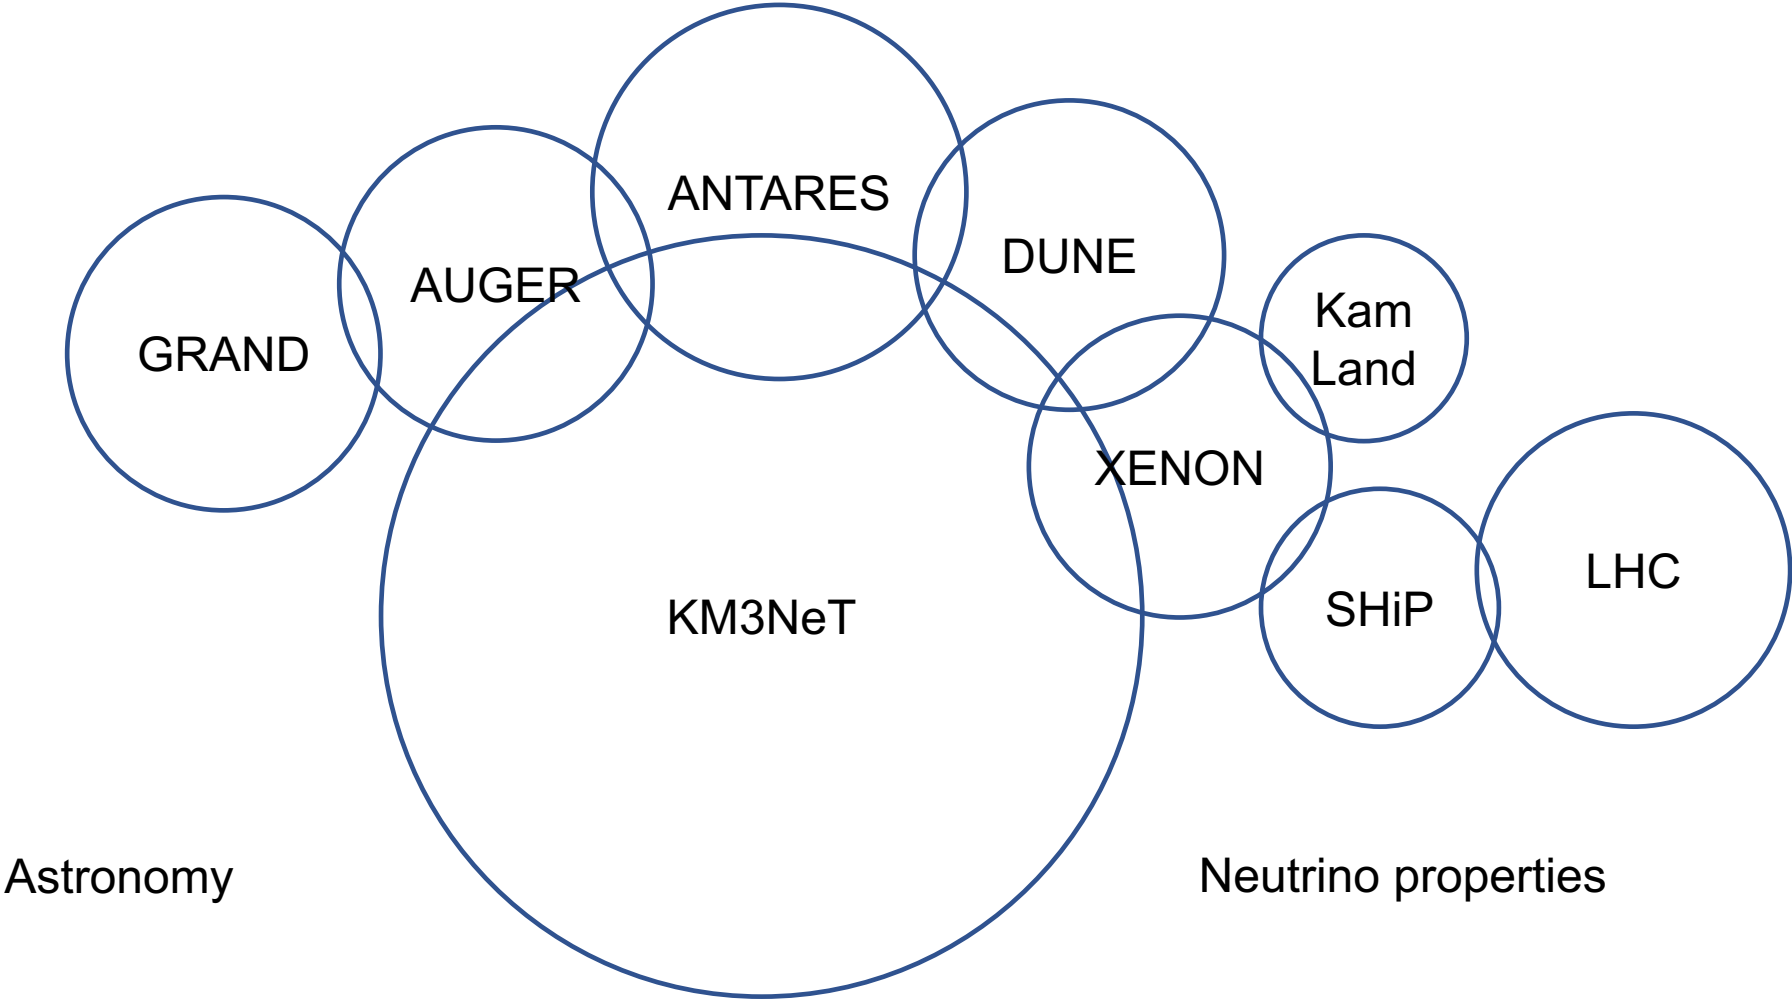 ANTARES
DUNE
AUGER
Kam
Land
GRAND
XENON
LHC
SHiP
KM3NeT
Astronomy
Neutrino properties